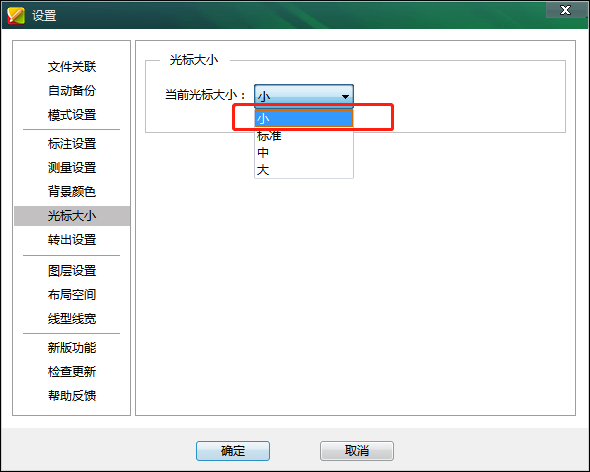 设置
X
文件关联
自动备份
模式设置
标注设置
测量设置
背景颜色
光标大小
转出设置
图层设置
布局空间
线型线宽
新版功能
检查更新
帮助反馈
光标大小
当前光标大小： 小
小
标准
中
大
确定
取消